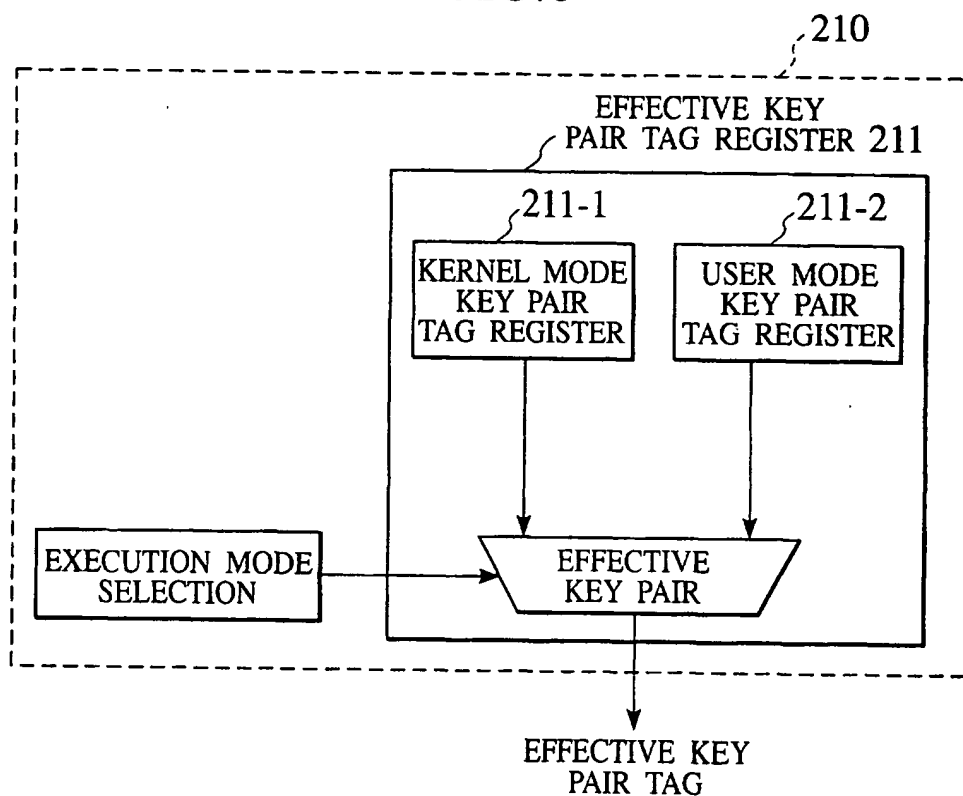 210
EFFECTIVE KEY
PAIR TAG REGISTER 211
211-1
211-2
KERNEL MODE
KEY PAIR
TAG REGISTER
USER MODE
KEY PAIR
TAG REGISTER
EXECUTION MODE
SELECTION
EFFECTIVE
KEY PAIR
EFFECTIVE KEY
PAIR TAG